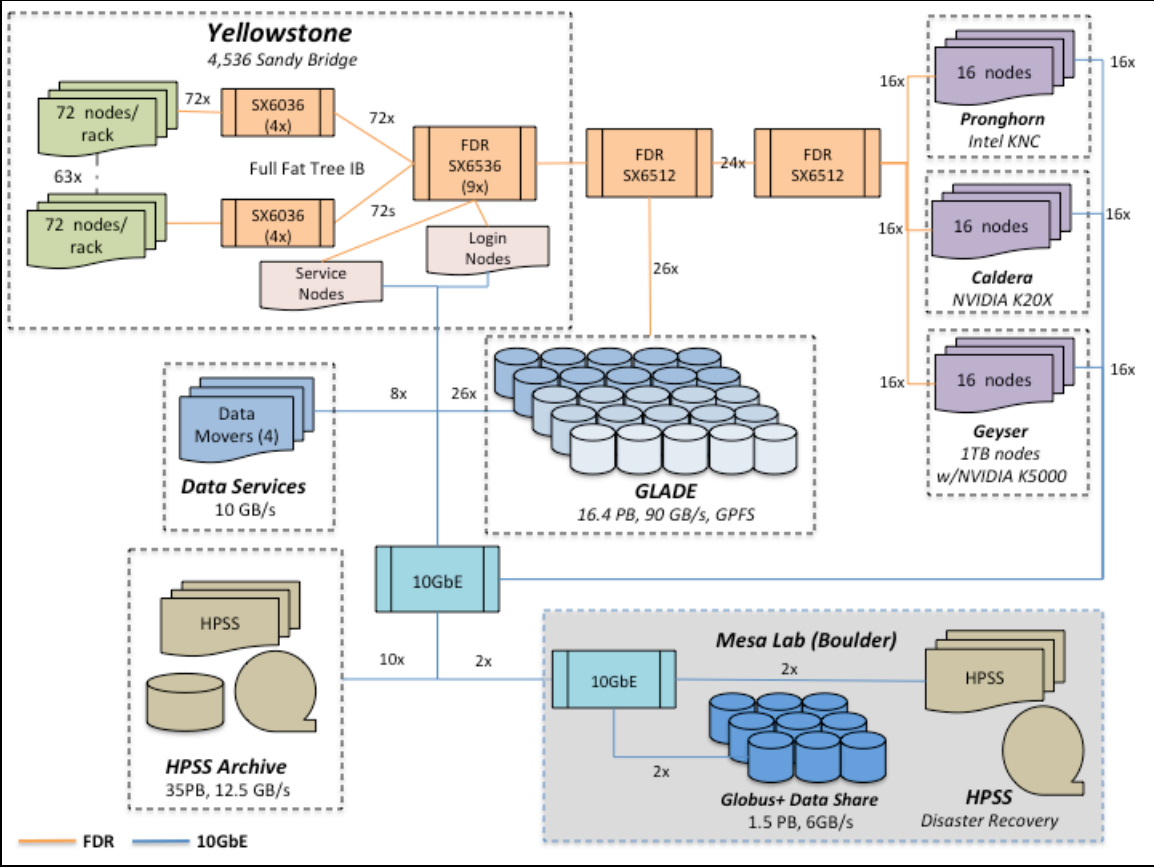 Yellowstone
4,536 Sandy Bridge
72 nodes/
rack
72x
SX6036
(4x)
72x
63x
Full Fat Tree IB
FDR
SX6536
(9x)
72 nodes/
rack
SX6036
(4x)
72s
Login
Nodes
Service
Nodes
FDR
SX6512
24x
FDR
SX6512
26x
16x
16 nodes
16x
Pronghorn
Intel KNC
16x
16 nodes
16x
Caldera
NVIDIA K20X
16x
16 nodes
16x
Geyser
1TB nodes
w/NVIDIA K5000
Data
Movers (4)
8x
26x
Data Services
10 GB/s
GLADE
16.4 PB, 90 GB/s, GPFS
10GbE
HPSS
10x
2x
HPSS Archive
35PB, 12.5 GB/s
Mesa Lab (Boulder)
10GbE
2x
HPSS
2x
Globus+ Data Share
1.5 PB, 6GB/s
HPSS
Disaster Recovery
FDR
10GbE